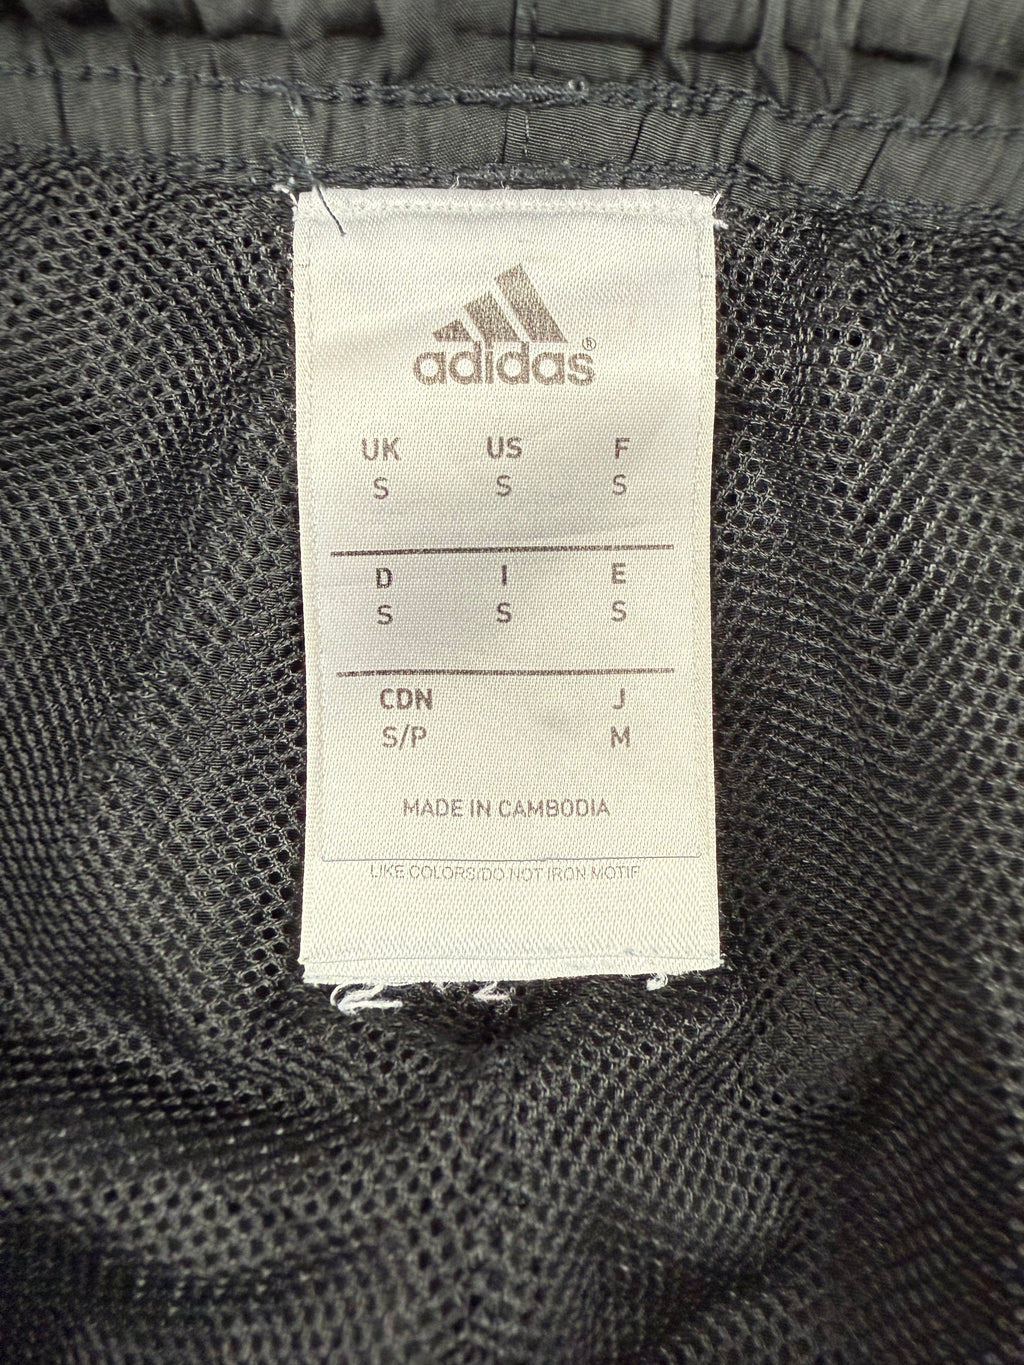 adidas®
UK US F
S S S
D I E
S S S
CDN J
S/P M
MADE IN CAMBODIA
LIKE COLORS/DO NOT IRON MOTIF